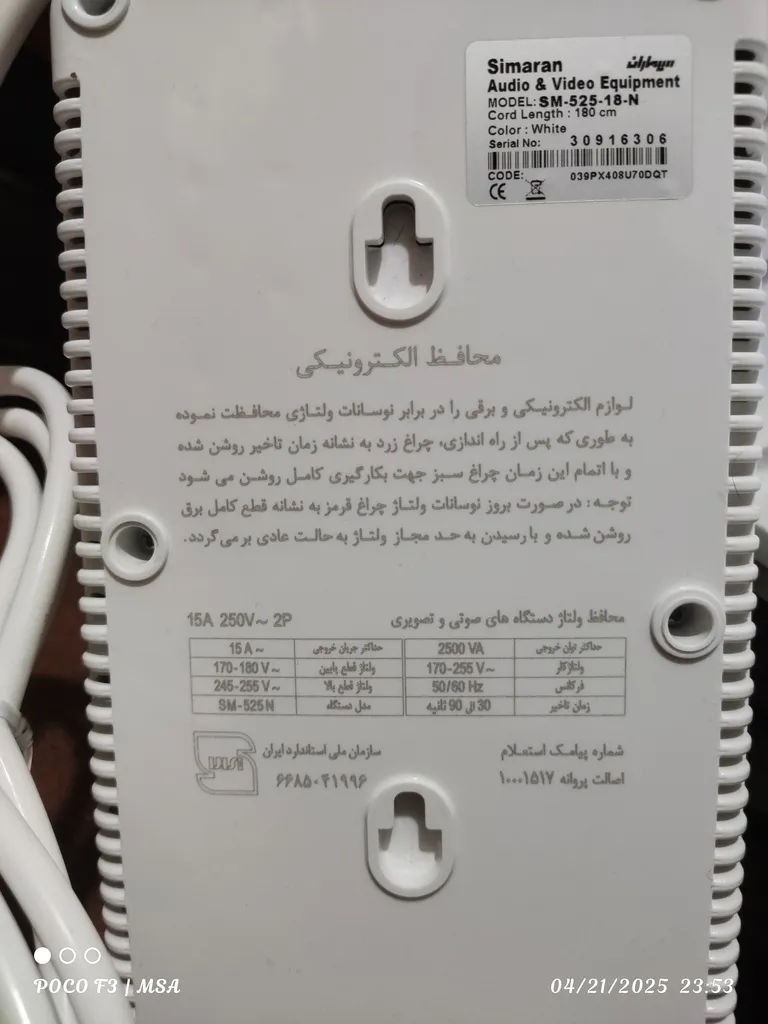 Simaran سیماران
Audio & Video Equipment
MODEL: SM-525-18-N
Cord Length : 180 cm
Color : White
Serial No: 30916306
CODE: 039PX408U70DQT
CE
محافظ الکترونیکی
لوازم الکترونیکی و برقی را در برابر نوسانات ولتاژی محافظت نموده
به طوری که پس از راه اندازی، چراغ زرد به نشانه زمان تاخیر روشن شده
و با اتمام این زمان چراغ سبز جهت بکارگیری کامل روشن می شود
توجه: در صورت بروز نوسانات ولتاژ چراغ قرمز به نشانه قطع کامل برق
روشن شده و با رسیدن به حد مجاز ولتاژ به حالت عادی بر می گردد.
محافظ ولتاژ دستگاه های صوتی و تصویری 15A 250V~ 2P
حداکثر توان خروجی 2500 VA حداکثر جریان خروجی 15 A ~
ولتاژ کار 170-255 V~ ولتاژ قطع پایین 170-180 V~
فرکانس 50/60 Hz ولتاژ قطع بالا 245-255 V~
زمان تاخیر 30 الی 90 ثانیه مدل دستگاه SM-525 N
شماره پیامک استعلام سازمان ملی استاندارد ایران
اصالت پروانه ۱۰۰۰۱۵۱۷ ۶۶۸۵۰۴۱۹۹۶
POCO F3 | MSA 04/21/2025 23:53